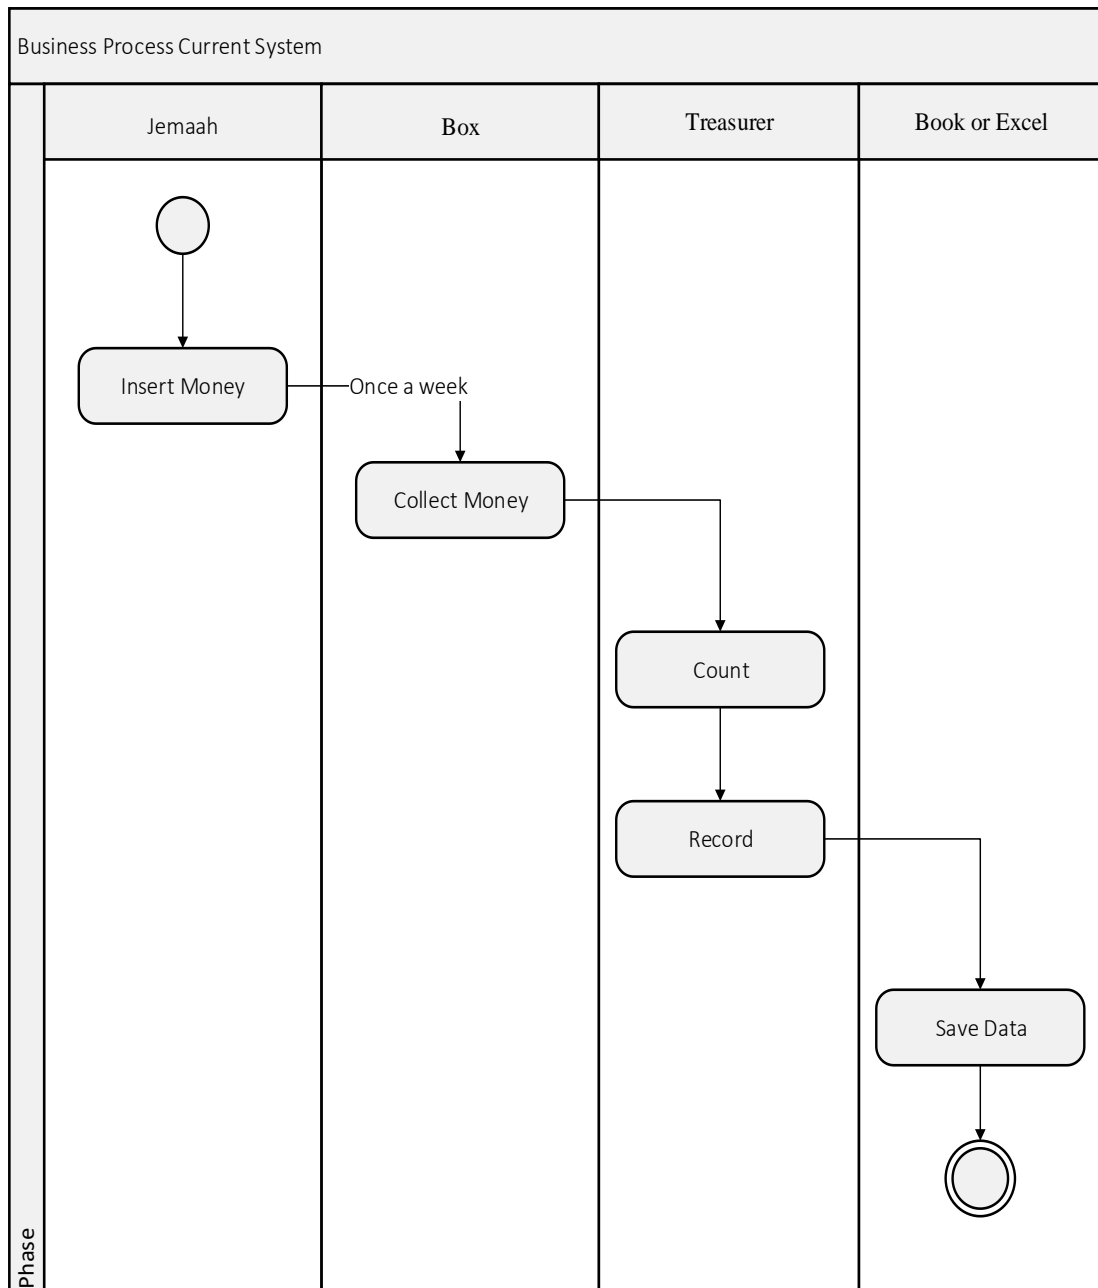 Business Process Current System
Jemaah
Box
Treasurer
Book or Excel
Insert Money
Once a week
Collect Money
Count
Record
Save Data
Phase